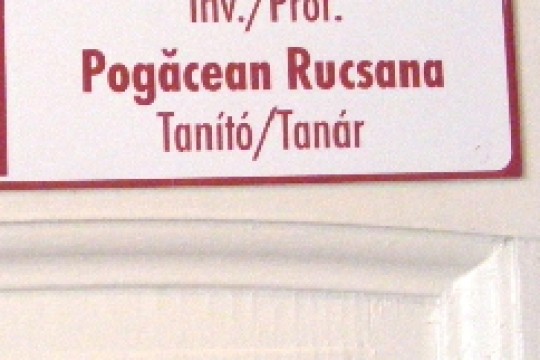 Inv./Prof.
Pogăcean Rucsana
Tanító/Tanár